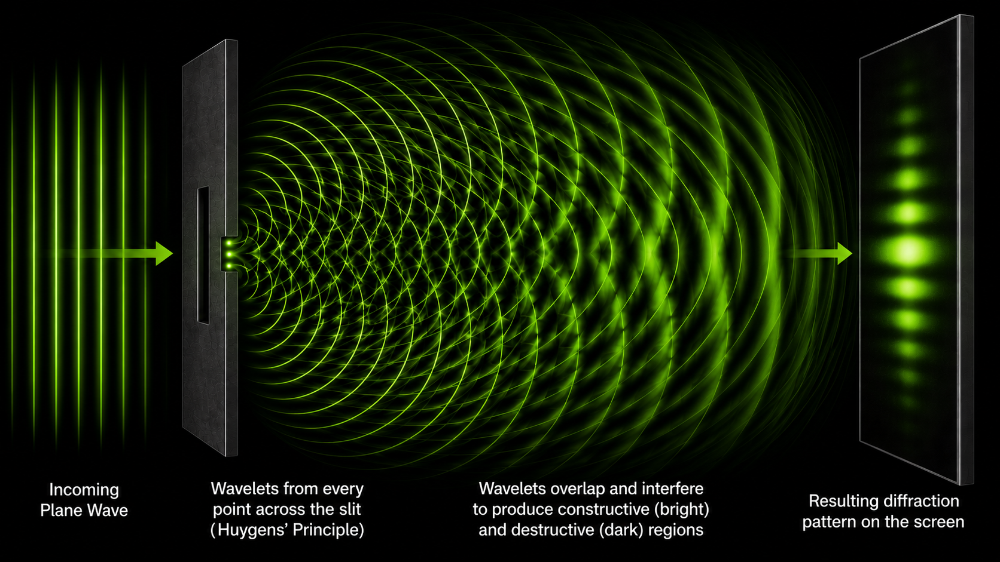 Incoming
Plane Wave
Wavelets from every
point across the slit
(Huygens’ Principle)
Wavelets overlap and interfere
to produce constructive (bright)
and destructive (dark) regions
Resulting diffraction
pattern on the screen